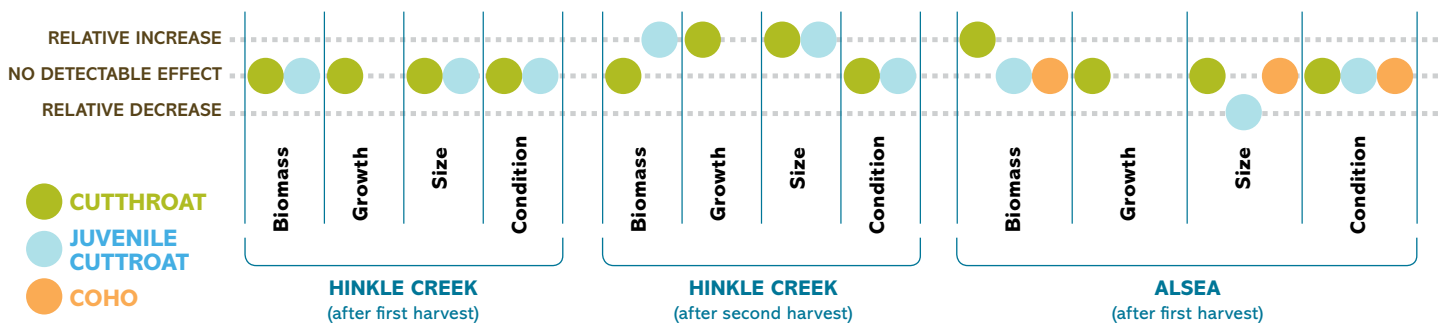 RELATIVE INCREASE
NO DETECTABLE EFFECT
RELATIVE DECREASE
Biomass
Growth
Size
Condition
Biomass
Growth
Size
Condition
Biomass
Growth
Size
Condition
CUTTHROAT
JUVENILE
CUTTROAT
COHO
HINKLE CREEK
(after first harvest)
HINKLE CREEK
(after second harvest)
ALSEA
(after first harvest)